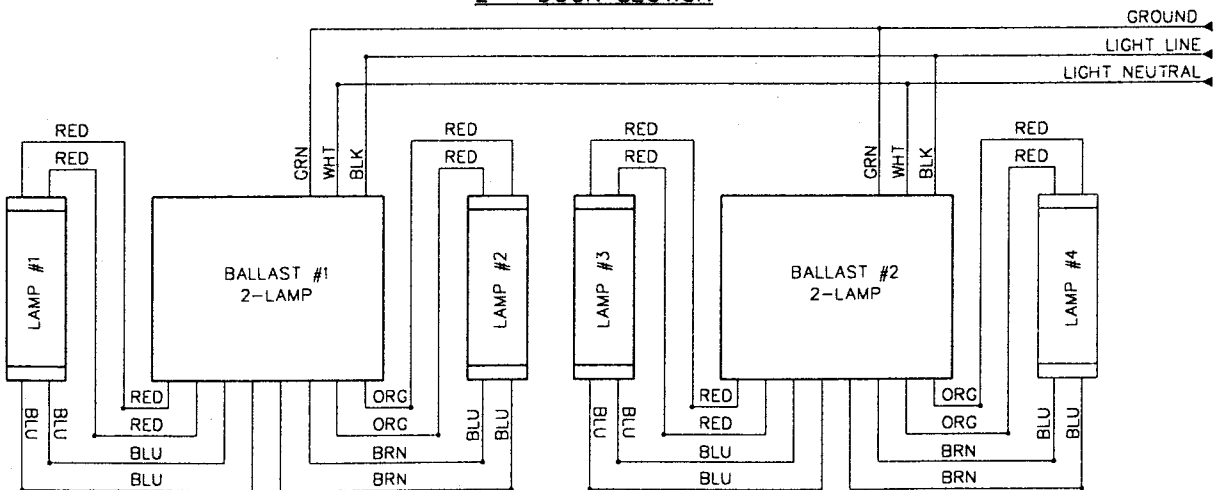 GROUND
LIGHT LINE
LIGHT NEUTRAL
RED
RED
GRN
WHT
BLK
RED
RED
RED
RED
GRN
WHT
BLK
RED
RED
LAMP #1
BALLAST #1
2-LAMP
LAMP #2
LAMP #3
BALLAST #2
2-LAMP
LAMP #4
BLU
BLU
RED
RED
BLU
BLU
ORG
ORG
BRN
BRN
BLU
BLU
BLU
BLU
RED
RED
BLU
BLU
ORG
ORG
BRN
BRN
BLU
BLU